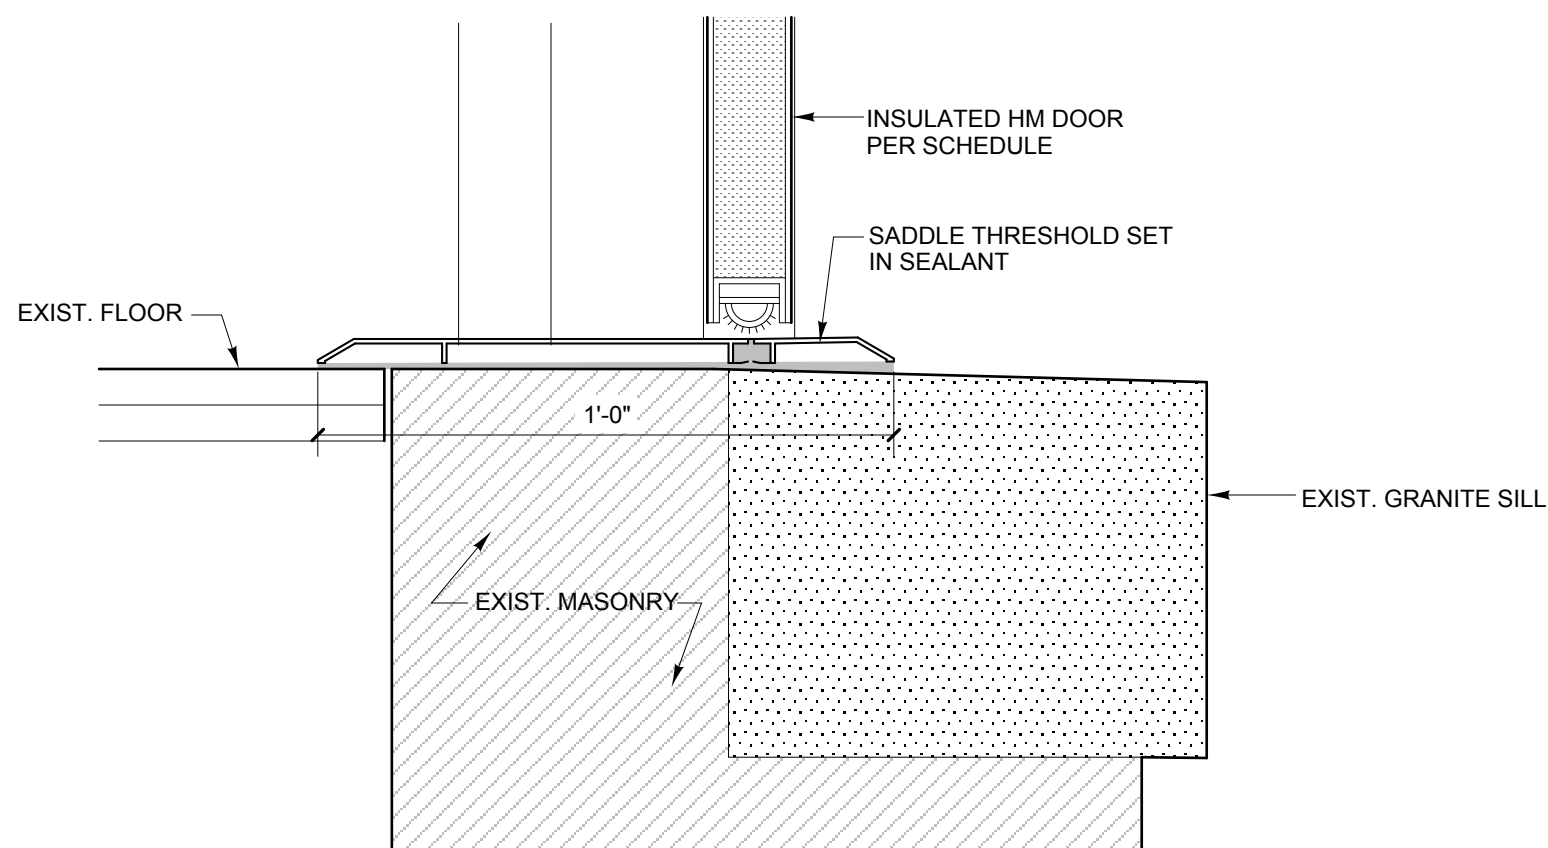 INSULATED HM DOOR
PER SCHEDULE
SADDLE THRESHOLD SET
IN SEALANT
EXIST. FLOOR
1'-0"
EXIST. GRANITE SILL
EXIST. MASONRY